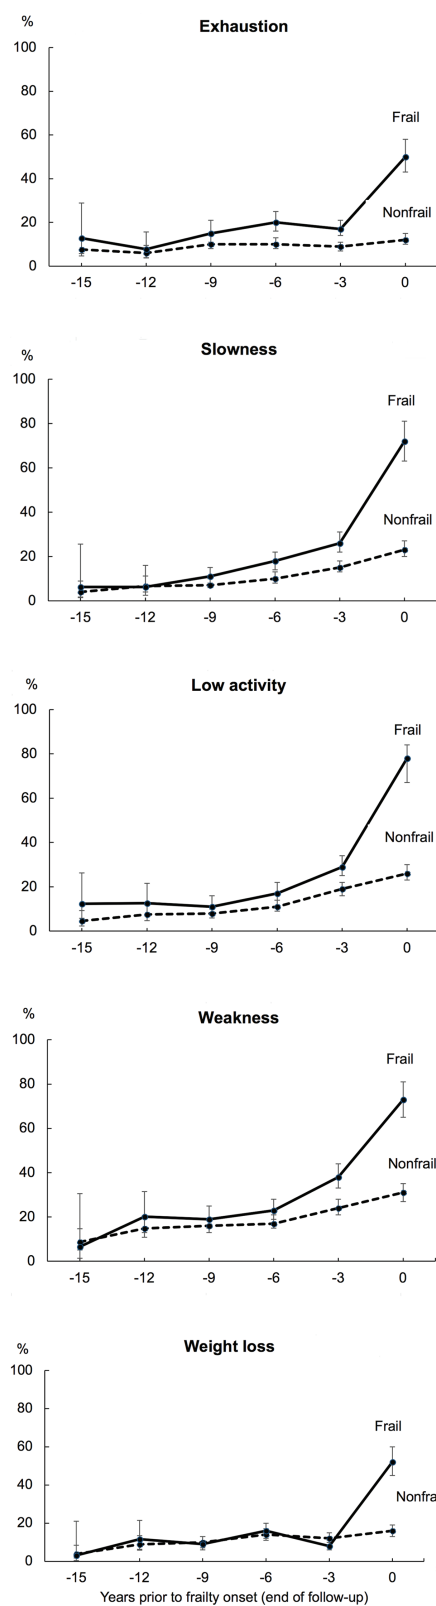 %
Exhaustion
100
80
60
40
20
0
Frail
Nonfrail
-15 -12 -9 -6 -3 0
%
Slowness
100
80
60
40
20
0
Frail
Nonfrail
-15 -12 -9 -6 -3 0
%
Low activity
100
80
60
40
20
0
Frail
Nonfrail
-15 -12 -9 -6 -3 0
%
Weakness
100
80
60
40
20
0
Frail
Nonfrail
-15 -12 -9 -6 -3 0
%
Weight loss
100
80
60
40
20
0
Frail
Nonfra
-15 -12 -9 -6 -3 0
Years prior to frailty onset (end of follow-up)